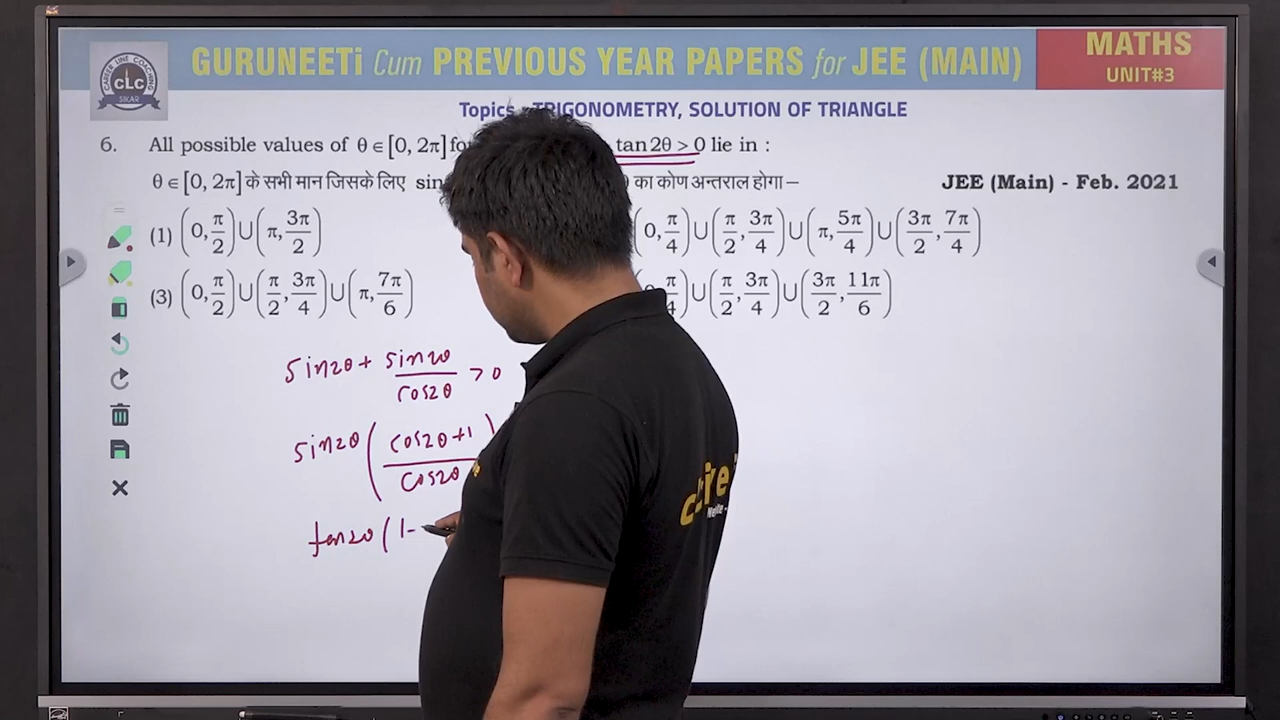 GURUNEETi Cum PREVIOUS YEAR PAPERS for JEE (MAIN)
MATHS
UNIT#3
CAREER LINE COACHING
CLC
SIKAR
Topics - TRIGONOMETRY, SOLUTION OF TRIANGLE
6. All possible values of θ ∈ [0, 2π] tan 2θ > 0 lie in :
θ ∈ [0, 2π] के सभी मान जिसके लिए sin का कोण अन्तराल होगा –
JEE (Main) - Feb. 2021
(1) (0, π/2) ∪ (π, 3π/2)
0, π/4) ∪ (π/2, 3π/4) ∪ (π, 5π/4) ∪ (3π/2, 7π/4)
(3) (0, π/2) ∪ (π/2, 3π/4) ∪ (π, 7π/6)
π/4) ∪ (π/2, 3π/4) ∪ (3π/2, 11π/6)
sin2θ + sin2θ/cos2θ > 0
sin2θ ( cos2θ+1 / cos2θ )
tan2θ ( 1-